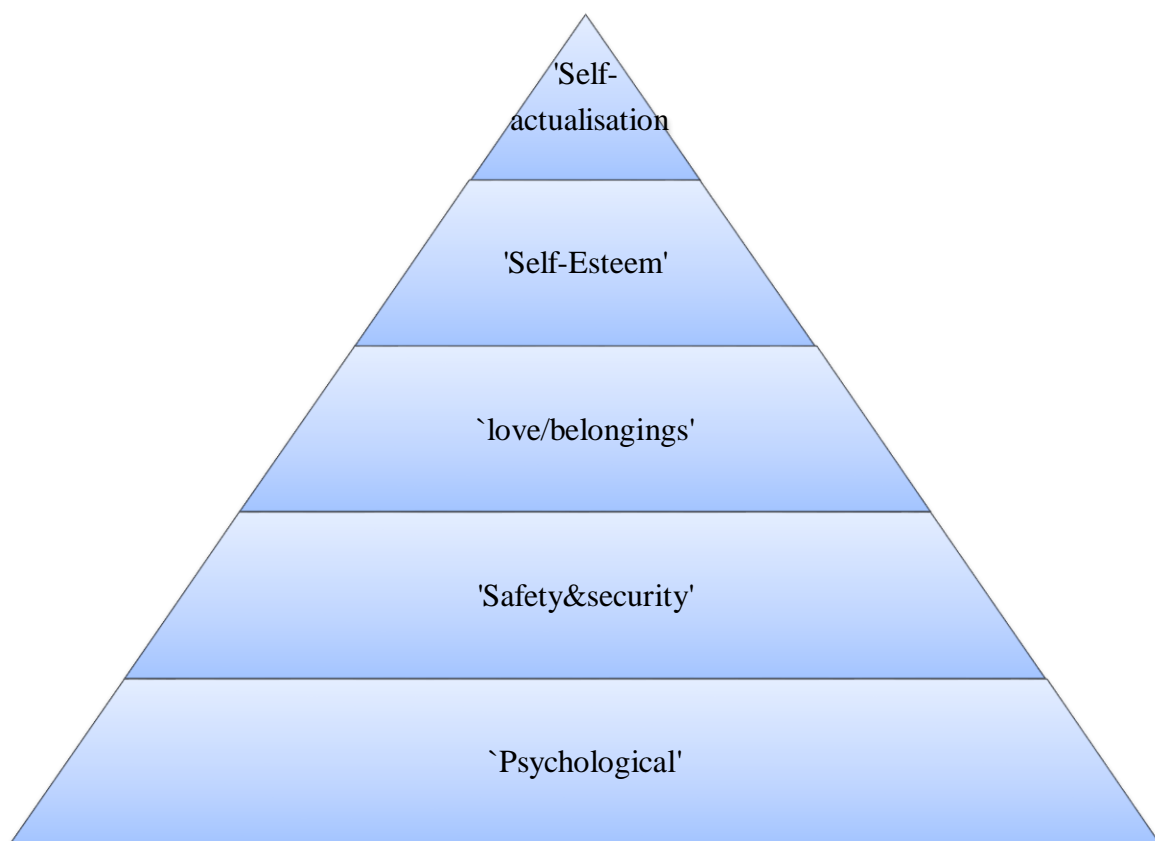 'Self-
actualisation
'Self-Esteem'
`love/belongings'
'Safety&security'
`Psychological'